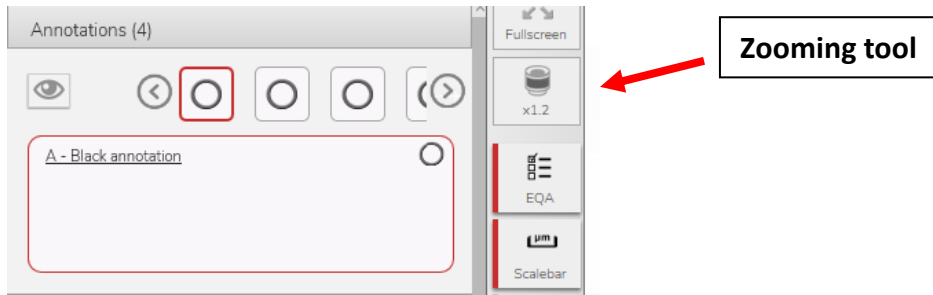 Annotations (4)
A - Black annotation
Fullscreen
x1.2
EQA
µm
Scalebar
Zooming tool